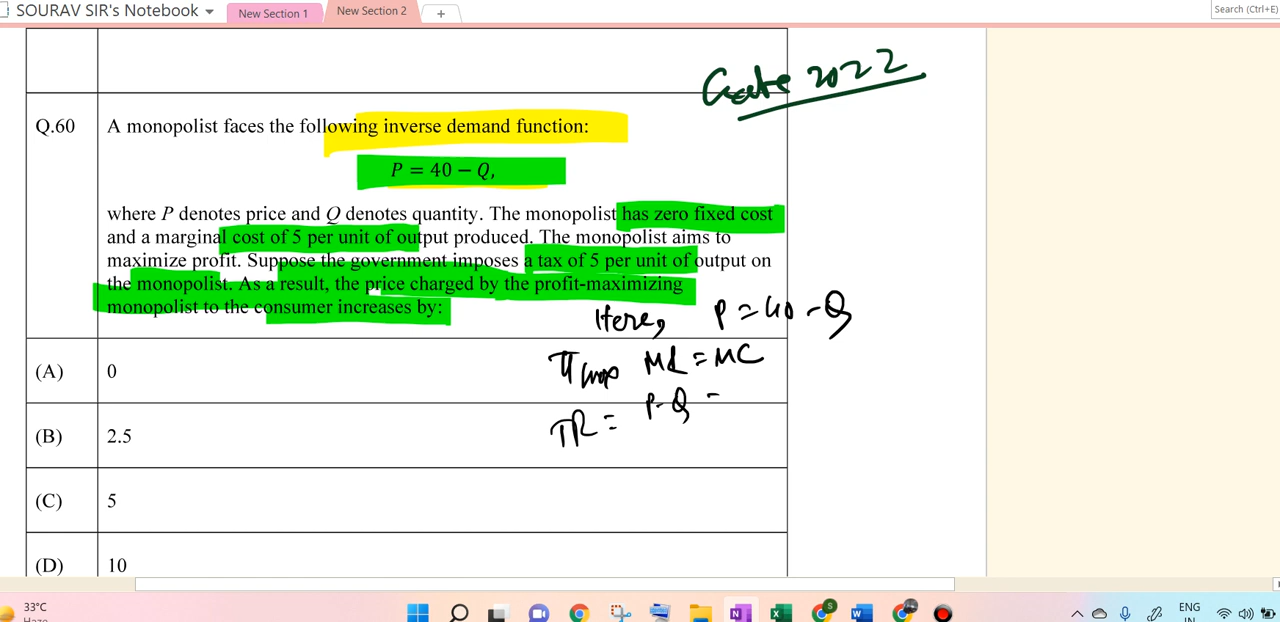 SOURAV SIR's Notebook New Section 1 New Section 2 + Search (Ctrl+E)
Gate 2022
Q.60 A monopolist faces the following inverse demand function:
P = 40 − Q,
where P denotes price and Q denotes quantity. The monopolist has zero fixed cost
and a marginal cost of 5 per unit of output produced. The monopolist aims to
maximize profit. Suppose the government imposes a tax of 5 per unit of output on
the monopolist. As a result, the price charged by the profit-maximizing
monopolist to the consumer increases by:
Here, P = 40 - Q
(A) 0
π max MR = MC
TR = P.Q =
(B) 2.5
(C) 5
(D) 10
33°C
Haze
ENG
IN